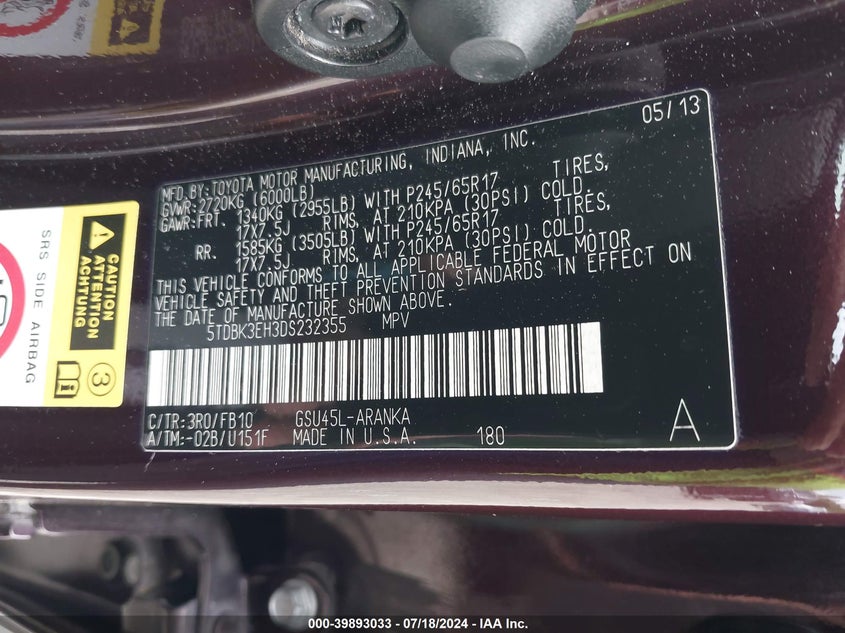 05/13
MFD.BY:TOYOTA MOTOR MANUFACTURING, INDIANA, INC.
GVWR:2720KG (6000LB)
GAWR:FRT. 1340KG (2955LB) WITH P245/65R17 TIRES,
17X7.5J RIMS, AT 210KPA (30PSI) COLD.
RR. 1585KG (3505LB) WITH P245/65R17 TIRES,
17X7.5J RIMS, AT 210KPA (30PSI) COLD.
THIS VEHICLE CONFORMS TO ALL APPLICABLE FEDERAL MOTOR
VEHICLE SAFETY AND THEFT PREVENTION STANDARDS IN EFFECT ON
THE DATE OF MANUFACTURE SHOWN ABOVE.
5TDBK3EH3DS232355 MPV
C/TR:3R0/FB10 GSU45L-ARANKA
A/TM:-02B/U151F MADE IN U.S.A. 180
A
SRS SIDE AIRBAG
CAUTION
ATTENTION
ACHTUNG
3
000-39893033 - 07/18/2024 - IAA Inc.